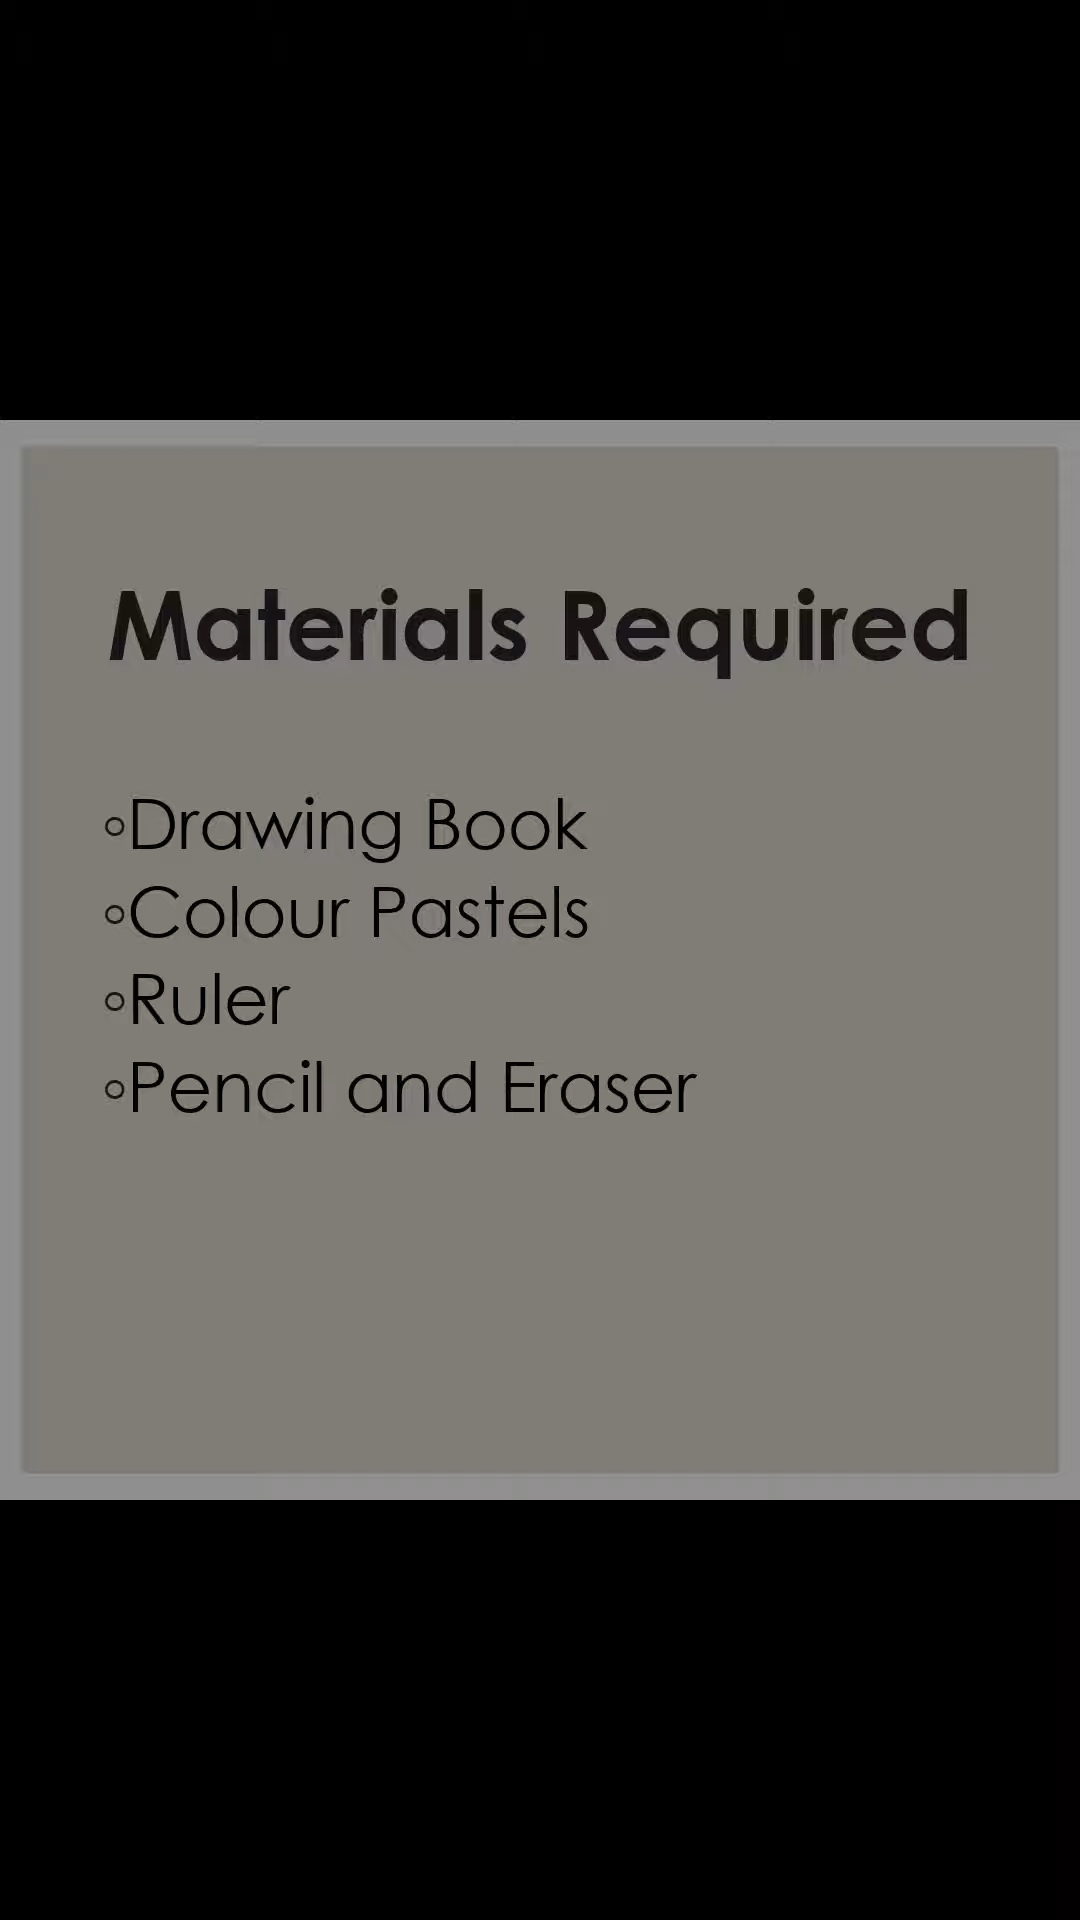 Materials Required
◦Drawing Book
◦Colour Pastels
◦Ruler
◦Pencil and Eraser